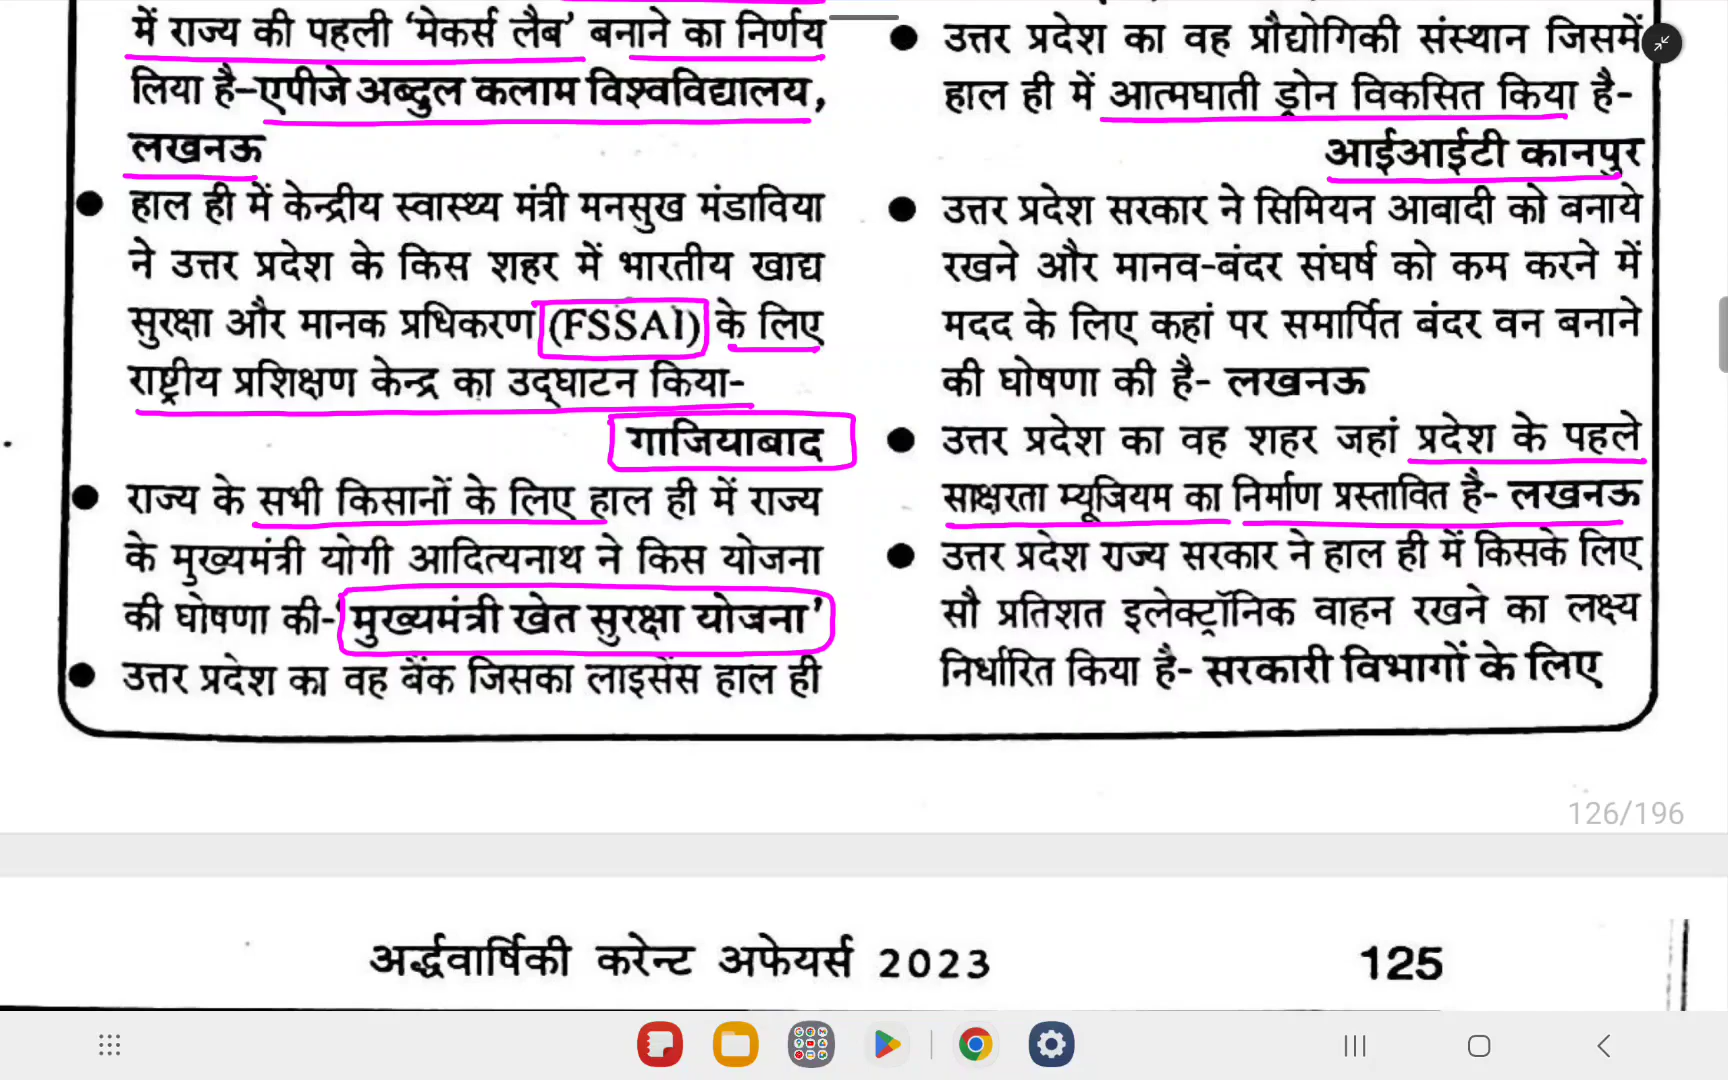 में राज्य की पहली ‘मेकर्स लैब’ बनाने का निर्णय
लिया है–एपीजे अब्दुल कलाम विश्वविद्यालय,
लखनऊ
● हाल ही में केन्द्रीय स्वास्थ्य मंत्री मनसुख मंडाविया
ने उत्तर प्रदेश के किस शहर में भारतीय खाद्य
सुरक्षा और मानक प्रधिकरण (FSSAI) के लिए
राष्ट्रीय प्रशिक्षण केन्द्र का उद्घाटन किया-
गाजियाबाद
● राज्य के सभी किसानों के लिए हाल ही में राज्य
के मुख्यमंत्री योगी आदित्यनाथ ने किस योजना
की घोषणा की-‘मुख्यमंत्री खेत सुरक्षा योजना’
● उत्तर प्रदेश का वह बैंक जिसका लाइसेंस हाल ही
● उत्तर प्रदेश का वह प्रौद्योगिकी संस्थान जिसमें
हाल ही में आत्मघाती ड्रोन विकसित किया है-
आईआईटी कानपुर
● उत्तर प्रदेश सरकार ने सिमियन आबादी को बनाये
रखने और मानव-बंदर संघर्ष को कम करने में
मदद के लिए कहां पर समार्पित बंदर वन बनाने
की घोषणा की है- लखनऊ
● उत्तर प्रदेश का वह शहर जहां प्रदेश के पहले
साक्षरता म्यूजियम का निर्माण प्रस्तावित है- लखनऊ
● उत्तर प्रदेश राज्य सरकार ने हाल ही में किसके लिए
सौ प्रतिशत इलेक्ट्रॉनिक वाहन रखने का लक्ष्य
निर्धारित किया है- सरकारी विभागों के लिए
126/196
अर्द्धवार्षिकी करेन्ट अफेयर्स 2023 125